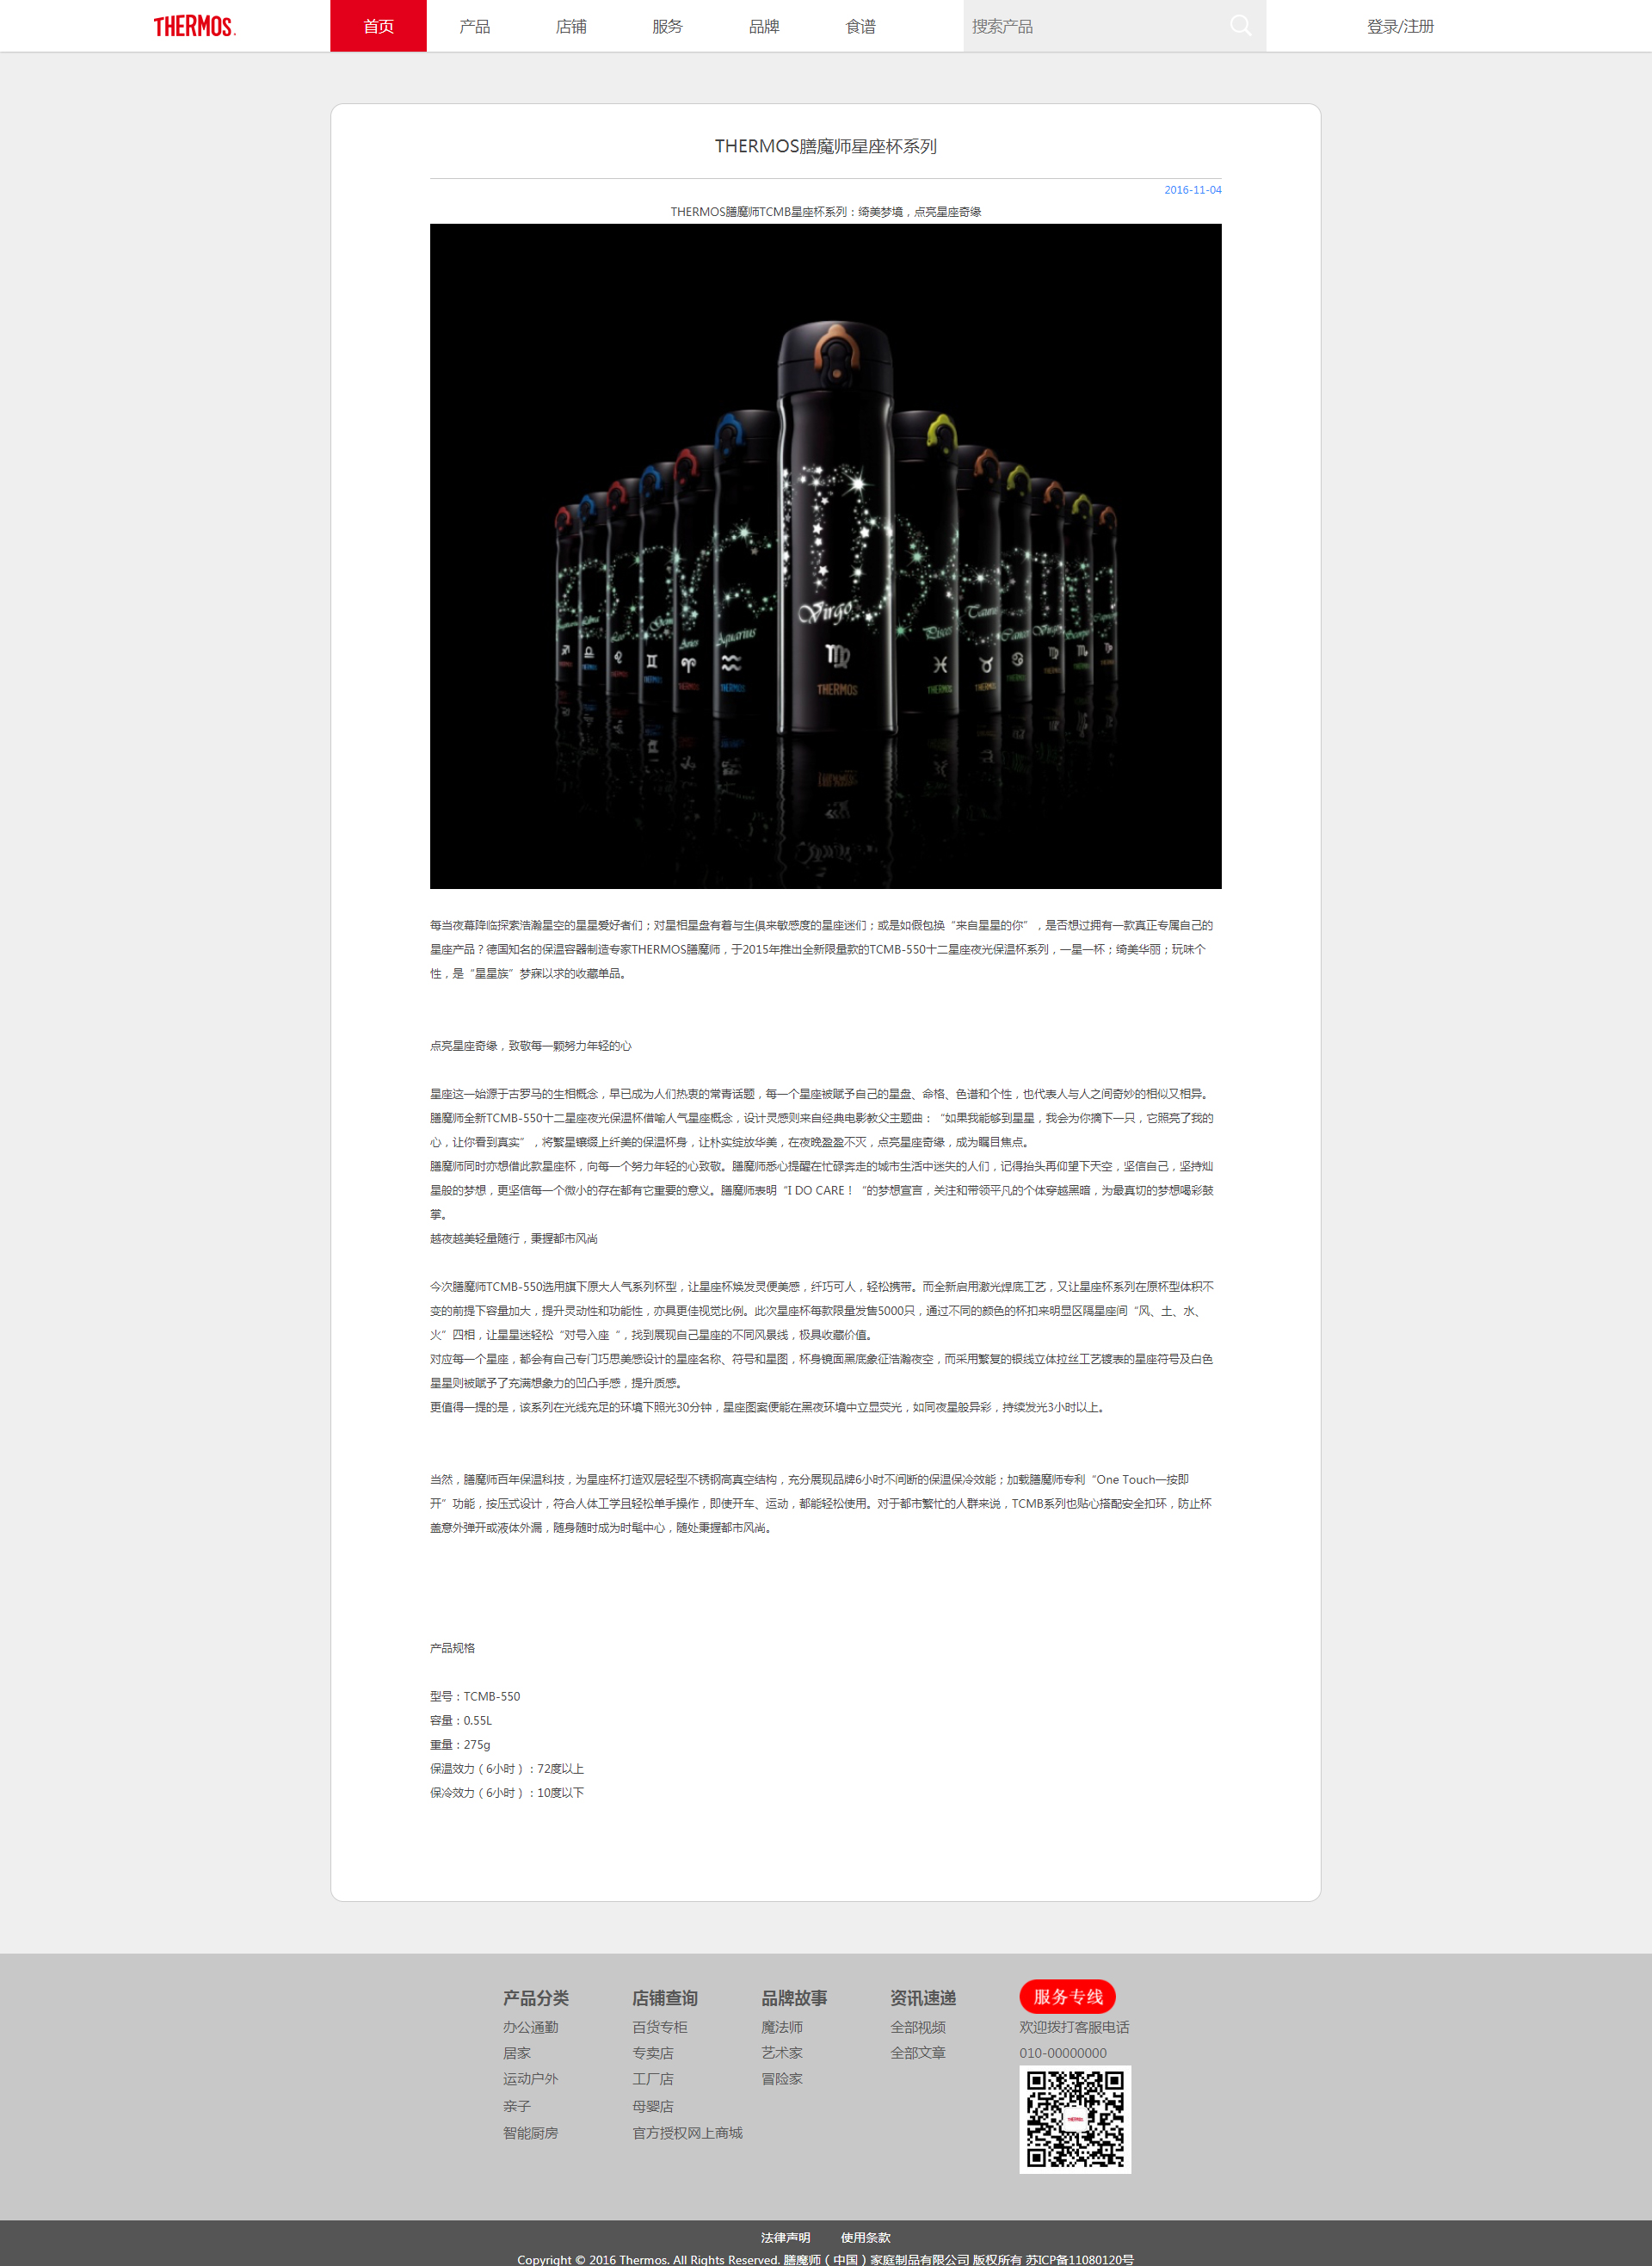 THERMOS.
首页 产品 店铺 服务 品牌 食谱 搜索产品 登录/注册
THERMOS膳魔师星座杯系列
2016-11-04
THERMOS膳魔师TCMB星座杯系列：绮美梦境，点亮星座奇缘
Virgo
Aquarius
Pisces
Aries
Taurus
Leo
Libra
Cancer
Virgo
THERMOS
每当夜幕降临探索浩瀚星空的星星爱好者们；对星相星盘有着与生俱来敏感度的星座迷们；或是如假包换“来自星星的你”，是否想过拥有一款真正专属自己的
星座产品？德国知名的保温容器制造专家THERMOS膳魔师，于2015年推出全新限量款的TCMB-550十二星座夜光保温杯系列，一星一杯；绮美华丽；玩味个
性，是“星星族”梦寐以求的收藏单品。
点亮星座奇缘，致敬每一颗努力年轻的心
星座这一始源于古罗马的生相概念，早已成为人们热衷的常青话题，每一个星座被赋予自己的星盘、命格、色谱和个性，也代表人与人之间奇妙的相似又相异。
膳魔师全新TCMB-550十二星座夜光保温杯借喻人气星座概念，设计灵感则来自经典电影教父主题曲：“如果我能够到星星，我会为你摘下一只，它照亮了我的
心，让你看到真实”，将繁星镶缀上纤美的保温杯身，让朴实绽放华美，在夜晚盈盈不灭，点亮星座奇缘，成为瞩目焦点。
膳魔师同时亦想借此款星座杯，向每一个努力年轻的心致敬。膳魔师悉心提醒在忙碌奔走的城市生活中迷失的人们，记得抬头再仰望下天空，坚信自己，坚持灿
星般的梦想，更坚信每一个微小的存在都有它重要的意义。膳魔师表明“I DO CARE！“的梦想宣言，关注和带领平凡的个体穿越黑暗，为最真切的梦想喝彩鼓
掌。
越夜越美轻量随行，秉握都市风尚
今次膳魔师TCMB-550选用旗下原大人气系列杯型，让星座杯焕发灵便美感，纤巧可人，轻松携带。而全新启用激光焊底工艺，又让星座杯系列在原杯型体积不
变的前提下容量加大，提升灵动性和功能性，亦具更佳视觉比例。此次星座杯每款限量发售5000只，通过不同的颜色的杯扣来明显区隔星座间“风、土、水、
火”四相，让星星迷轻松“对号入座“，找到展现自己星座的不同风景线，极具收藏价值。
对应每一个星座，都会有自己专门巧思美感设计的星座名称、符号和星图，杯身镜面黑底象征浩瀚夜空，而采用繁复的银线立体拉丝工艺镀表的星座符号及白色
星星则被赋予了充满想象力的凹凸手感，提升质感。
更值得一提的是，该系列在光线充足的环境下照光30分钟，星座图案便能在黑夜环境中立显荧光，如同夜星般异彩，持续发光3小时以上。
当然，膳魔师百年保温科技，为星座杯打造双层轻型不锈钢高真空结构，充分展现品牌6小时不间断的保温保冷效能；加载膳魔师专利“One Touch一按即
开”功能，按压式设计，符合人体工学且轻松单手操作，即使开车、运动，都能轻松使用。对于都市繁忙的人群来说，TCMB系列也贴心搭配安全扣环，防止杯
盖意外弹开或液体外漏，随身随时成为时髦中心，随处秉握都市风尚。
产品规格
型号：TCMB-550
容量：0.55L
重量：275g
保温效力（6小时）：72度以上
保冷效力（6小时）：10度以下
产品分类 店铺查询 品牌故事 资讯速递 服务专线
办公通勤 百货专柜 魔法师 全部视频 欢迎拨打客服电话
居家 专卖店 艺术家 全部文章 010-00000000
运动户外 工厂店 冒险家
亲子 母婴店
智能厨房 官方授权网上商城
THERMOS
法律声明 使用条款
Copyright © 2016 Thermos. All Rights Reserved. 膳魔师（中国）家庭制品有限公司 版权所有 苏ICP备11080120号